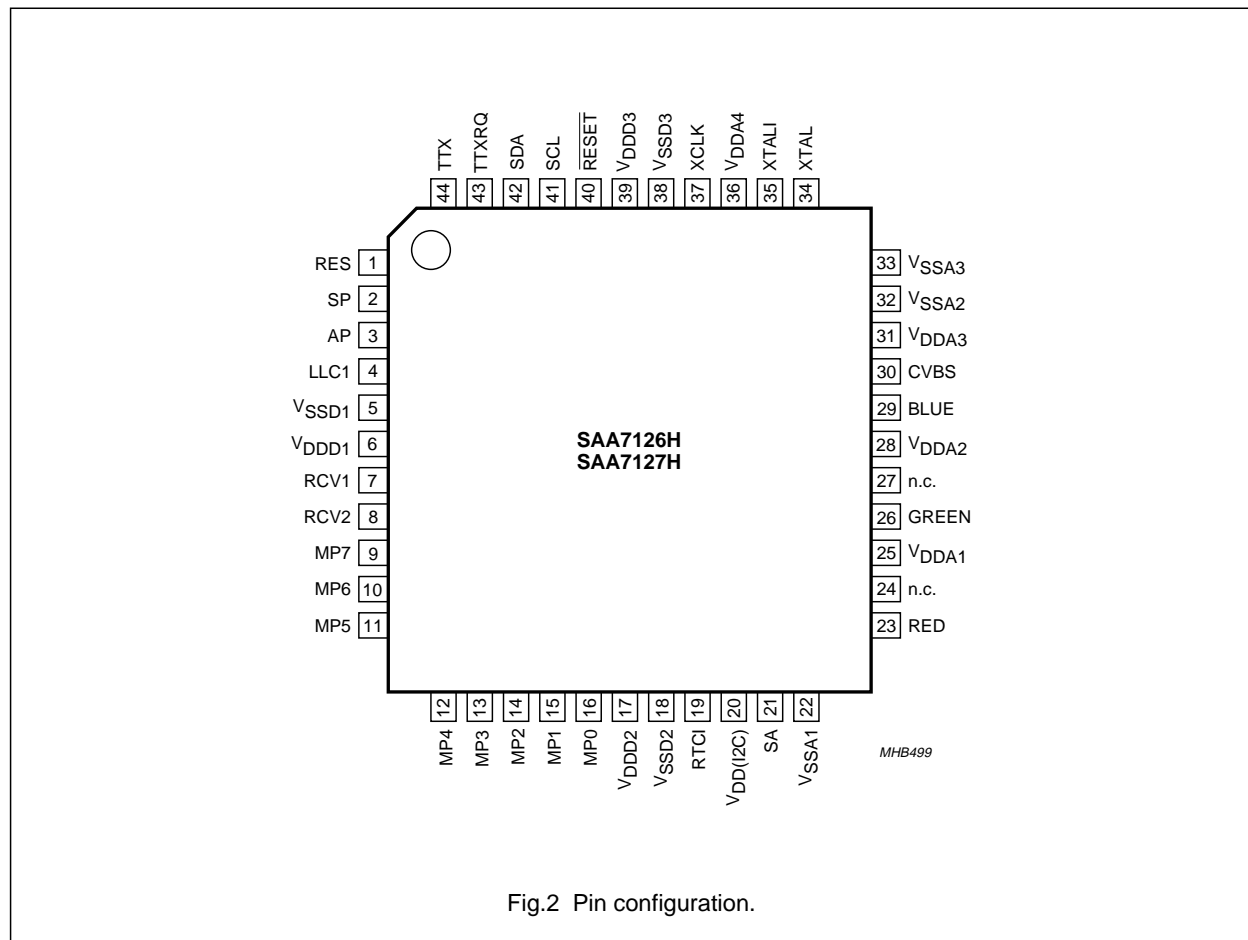 44 TTX
43 TTXRQ
42 SDA
41 SCL
40 RESET
39 VDDD3
38 VSSD3
37 XCLK
36 VDDA4
35 XTALI
34 XTAL
RES 1
SP 2
AP 3
LLC1 4
VSSD1 5
VDDD1 6
RCV1 7
RCV2 8
MP7 9
MP6 10
MP5 11
SAA7126H
SAA7127H
33 VSSA3
32 VSSA2
31 VDDA3
30 CVBS
29 BLUE
28 VDDA2
27 n.c.
26 GREEN
25 VDDA1
24 n.c.
23 RED
12 MP4
13 MP3
14 MP2
15 MP1
16 MP0
17 VDDD2
18 VSSD2
19 RTCI
20 VDD(I2C)
21 SA
22 VSSA1
MHB499
Fig.2 Pin configuration.